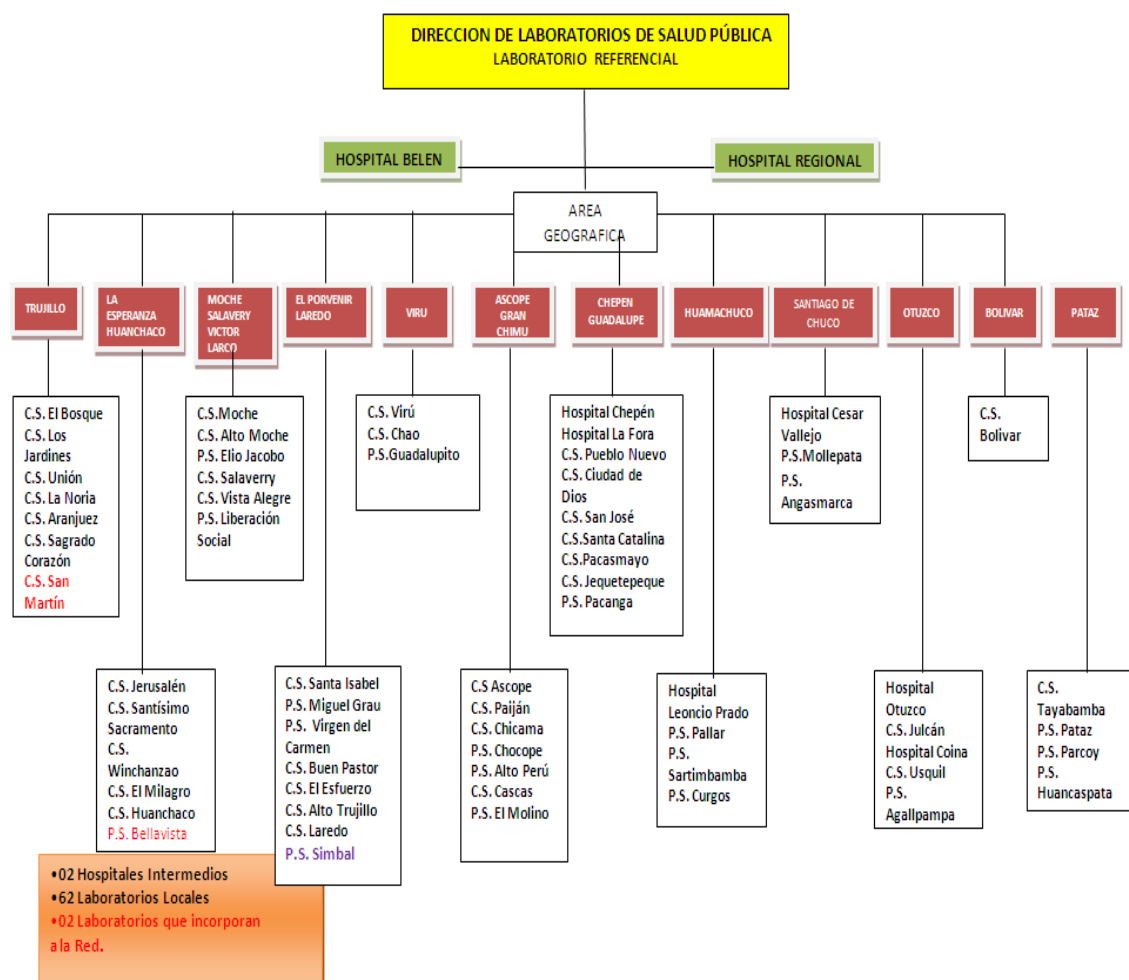 DIRECCION DE LABORATORIOS DE SALUD PÚBLICA
LABORATORIO REFERENCIAL
HOSPITAL BELEN
HOSPITAL REGIONAL
AREA
GEOGRAFICA
TRUJILLO
LA
ESPERANZA
HUANCHACO
MOCHE
SALAVERY
VICTOR
LARCO
EL PORVENIR
LAREDO
VIRU
ASCOPE
GRAN
CHIMU
CHEPEN
GUADALUPE
HUAMACHUCO
SANTIAGO DE
CHUCO
OTUZCO
BOLIVAR
PATAZ
C.S. El Bosque
C.S. Los
Jardines
C.S. Unión
C.S. La Noria
C.S. Aranjuez
C.S. Sagrado
Corazón
C.S. San
Martín
C.S.Moche
C.S. Alto Moche
P.S. Elio Jacobo
C.S. Salaverry
C.S. Vista Alegre
P.S. Liberación
Social
C.S. Virú
C.S. Chao
P.S.Guadalupito
Hospital Chepén
Hospital La Fora
C.S. Pueblo Nuevo
C.S. Ciudad de
Dios
C.S. San José
C.S.Santa Catalina
C.S.Pacasmayo
C.S. Jequetepeque
P.S. Pacanga
Hospital Cesar
Vallejo
P.S.Mollepata
P.S.
Angasmarca
C.S.
Bolivar
C.S. Jerusalén
C.S. Santísimo
Sacramento
C.S.
Winchanzao
C.S. El Milagro
C.S. Huanchaco
P.S. Bellavista
C.S. Santa Isabel
P.S. Miguel Grau
P.S. Virgen del
Carmen
C.S. Buen Pastor
C.S. El Esfuerzo
C.S. Alto Trujillo
C.S. Laredo
P.S. Simbal
C.S Ascope
C.S. Paiján
C.S. Chicama
P.S. Chocope
P.S. Alto Perú
C.S. Cascas
P.S. El Molino
Hospital
Leoncio Prado
P.S. Pallar
P.S.
Sartimbamba
P.S. Curgos
Hospital
Otuzco
C.S. Julcán
Hospital Coina
C.S. Usquil
P.S.
Agallpampa
C.S.
Tayabamba
P.S. Pataz
P.S. Parcoy
P.S.
Huancaspata
•02 Hospitales Intermedios
•62 Laboratorios Locales
•02 Laboratorios que incorporan
a la Red.